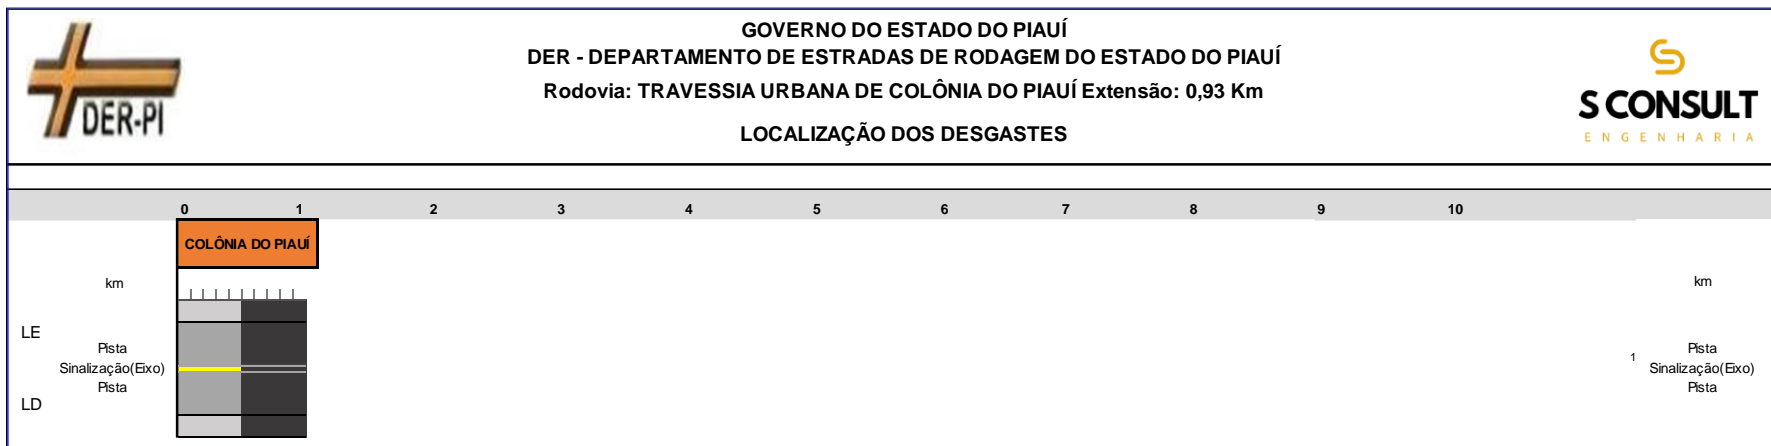 GOVERNO DO ESTADO DO PIAUÍ
DER - DEPARTAMENTO DE ESTRADAS DE RODAGEM DO ESTADO DO PIAUÍ
Rodovia: TRAVESSIA URBANA DE COLÔNIA DO PIAUÍ Extensão: 0,93 Km
LOCALIZAÇÃO DOS DESGASTES
DER-PI
S CONSULT
ENGENHARIA
0 1 2 3 4 5 6 7 8 9 10
COLÔNIA DO PIAUÍ
km km
LE
Pista 1 Pista
Sinalização(Eixo) Sinalização(Eixo)
Pista Pista
LD